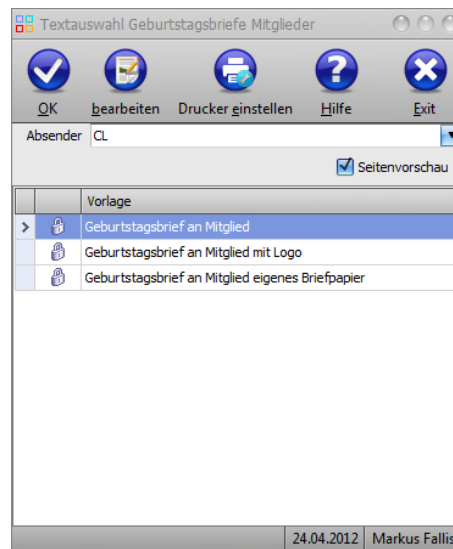 Textauswahl Geburtstagsbriefe Mitglieder
OK bearbeiten Drucker einstellen Hilfe Exit
Absender CL
Seitenvorschau
Vorlage
Geburtstagsbrief an Mitglied
Geburtstagsbrief an Mitglied mit Logo
Geburtstagsbrief an Mitglied eigenes Briefpapier
24.04.2012 Markus Fallis